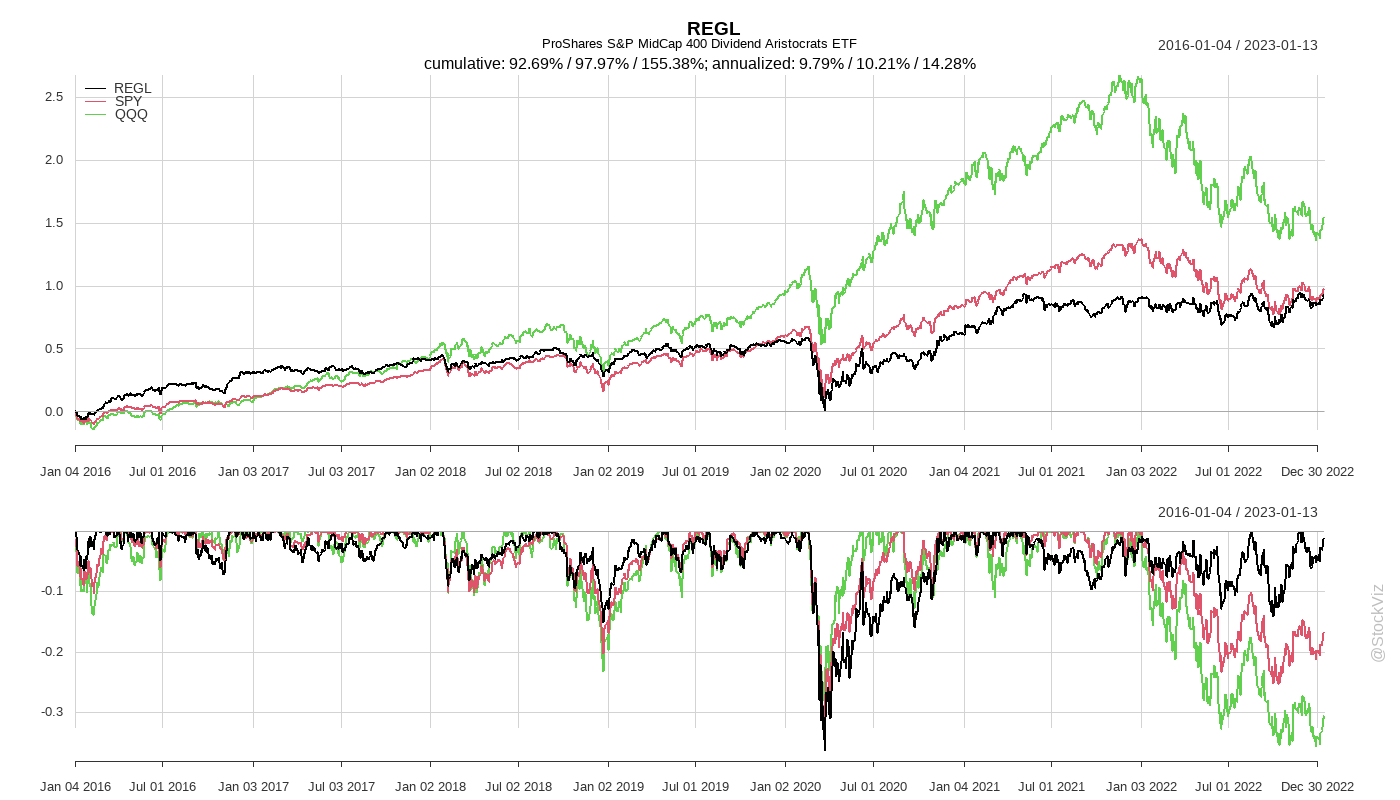 REGL
ProShares S&P MidCap 400 Dividend Aristocrats ETF
2016-01-04 / 2023-01-13
cumulative: 92.69% / 97.97% / 155.38%; annualized: 9.79% / 10.21% / 14.28%
REGL
SPY
QQQ
2.5
2.0
1.5
1.0
0.5
0.0
Jan 04 2016 Jul 01 2016 Jan 03 2017 Jul 03 2017 Jan 02 2018 Jul 02 2018 Jan 02 2019 Jul 01 2019 Jan 02 2020 Jul 01 2020 Jan 04 2021 Jul 01 2021 Jan 03 2022 Jul 01 2022 Dec 30 2022
2016-01-04 / 2023-01-13
-0.1
-0.2
-0.3
Jan 04 2016 Jul 01 2016 Jan 03 2017 Jul 03 2017 Jan 02 2018 Jul 02 2018 Jan 02 2019 Jul 01 2019 Jan 02 2020 Jul 01 2020 Jan 04 2021 Jul 01 2021 Jan 03 2022 Jul 01 2022 Dec 30 2022
@StockViz